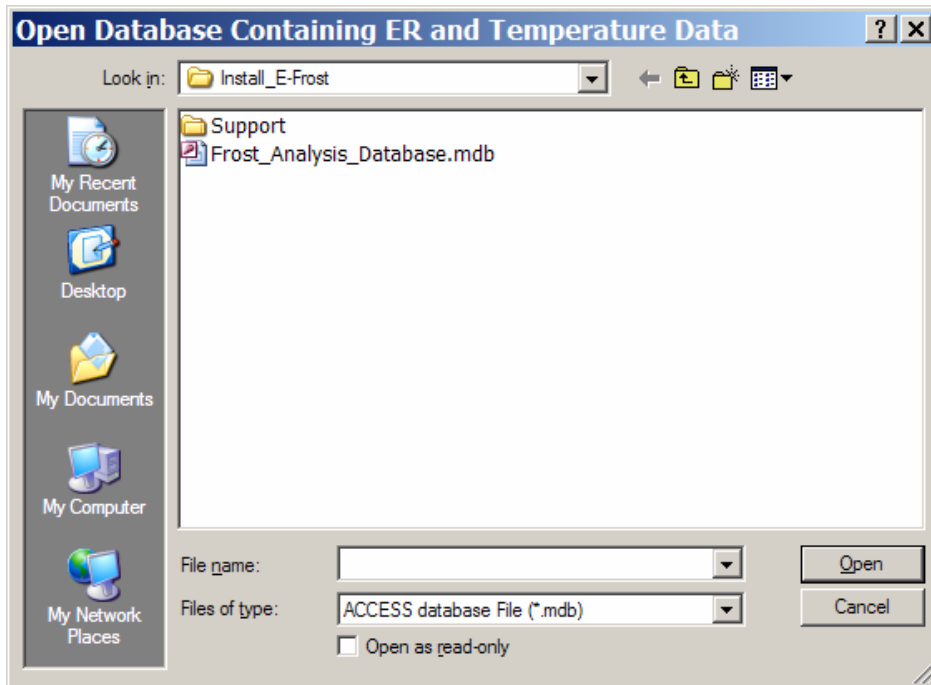 Open Database Containing ER and Temperature Data
Look in: Install_E-Frost
Support
Frost_Analysis_Database.mdb
My Recent
Documents
Desktop
My Documents
My Computer
My Network
Places
File name:
Open
Files of type: ACCESS database File (*.mdb)
Cancel
Open as read-only